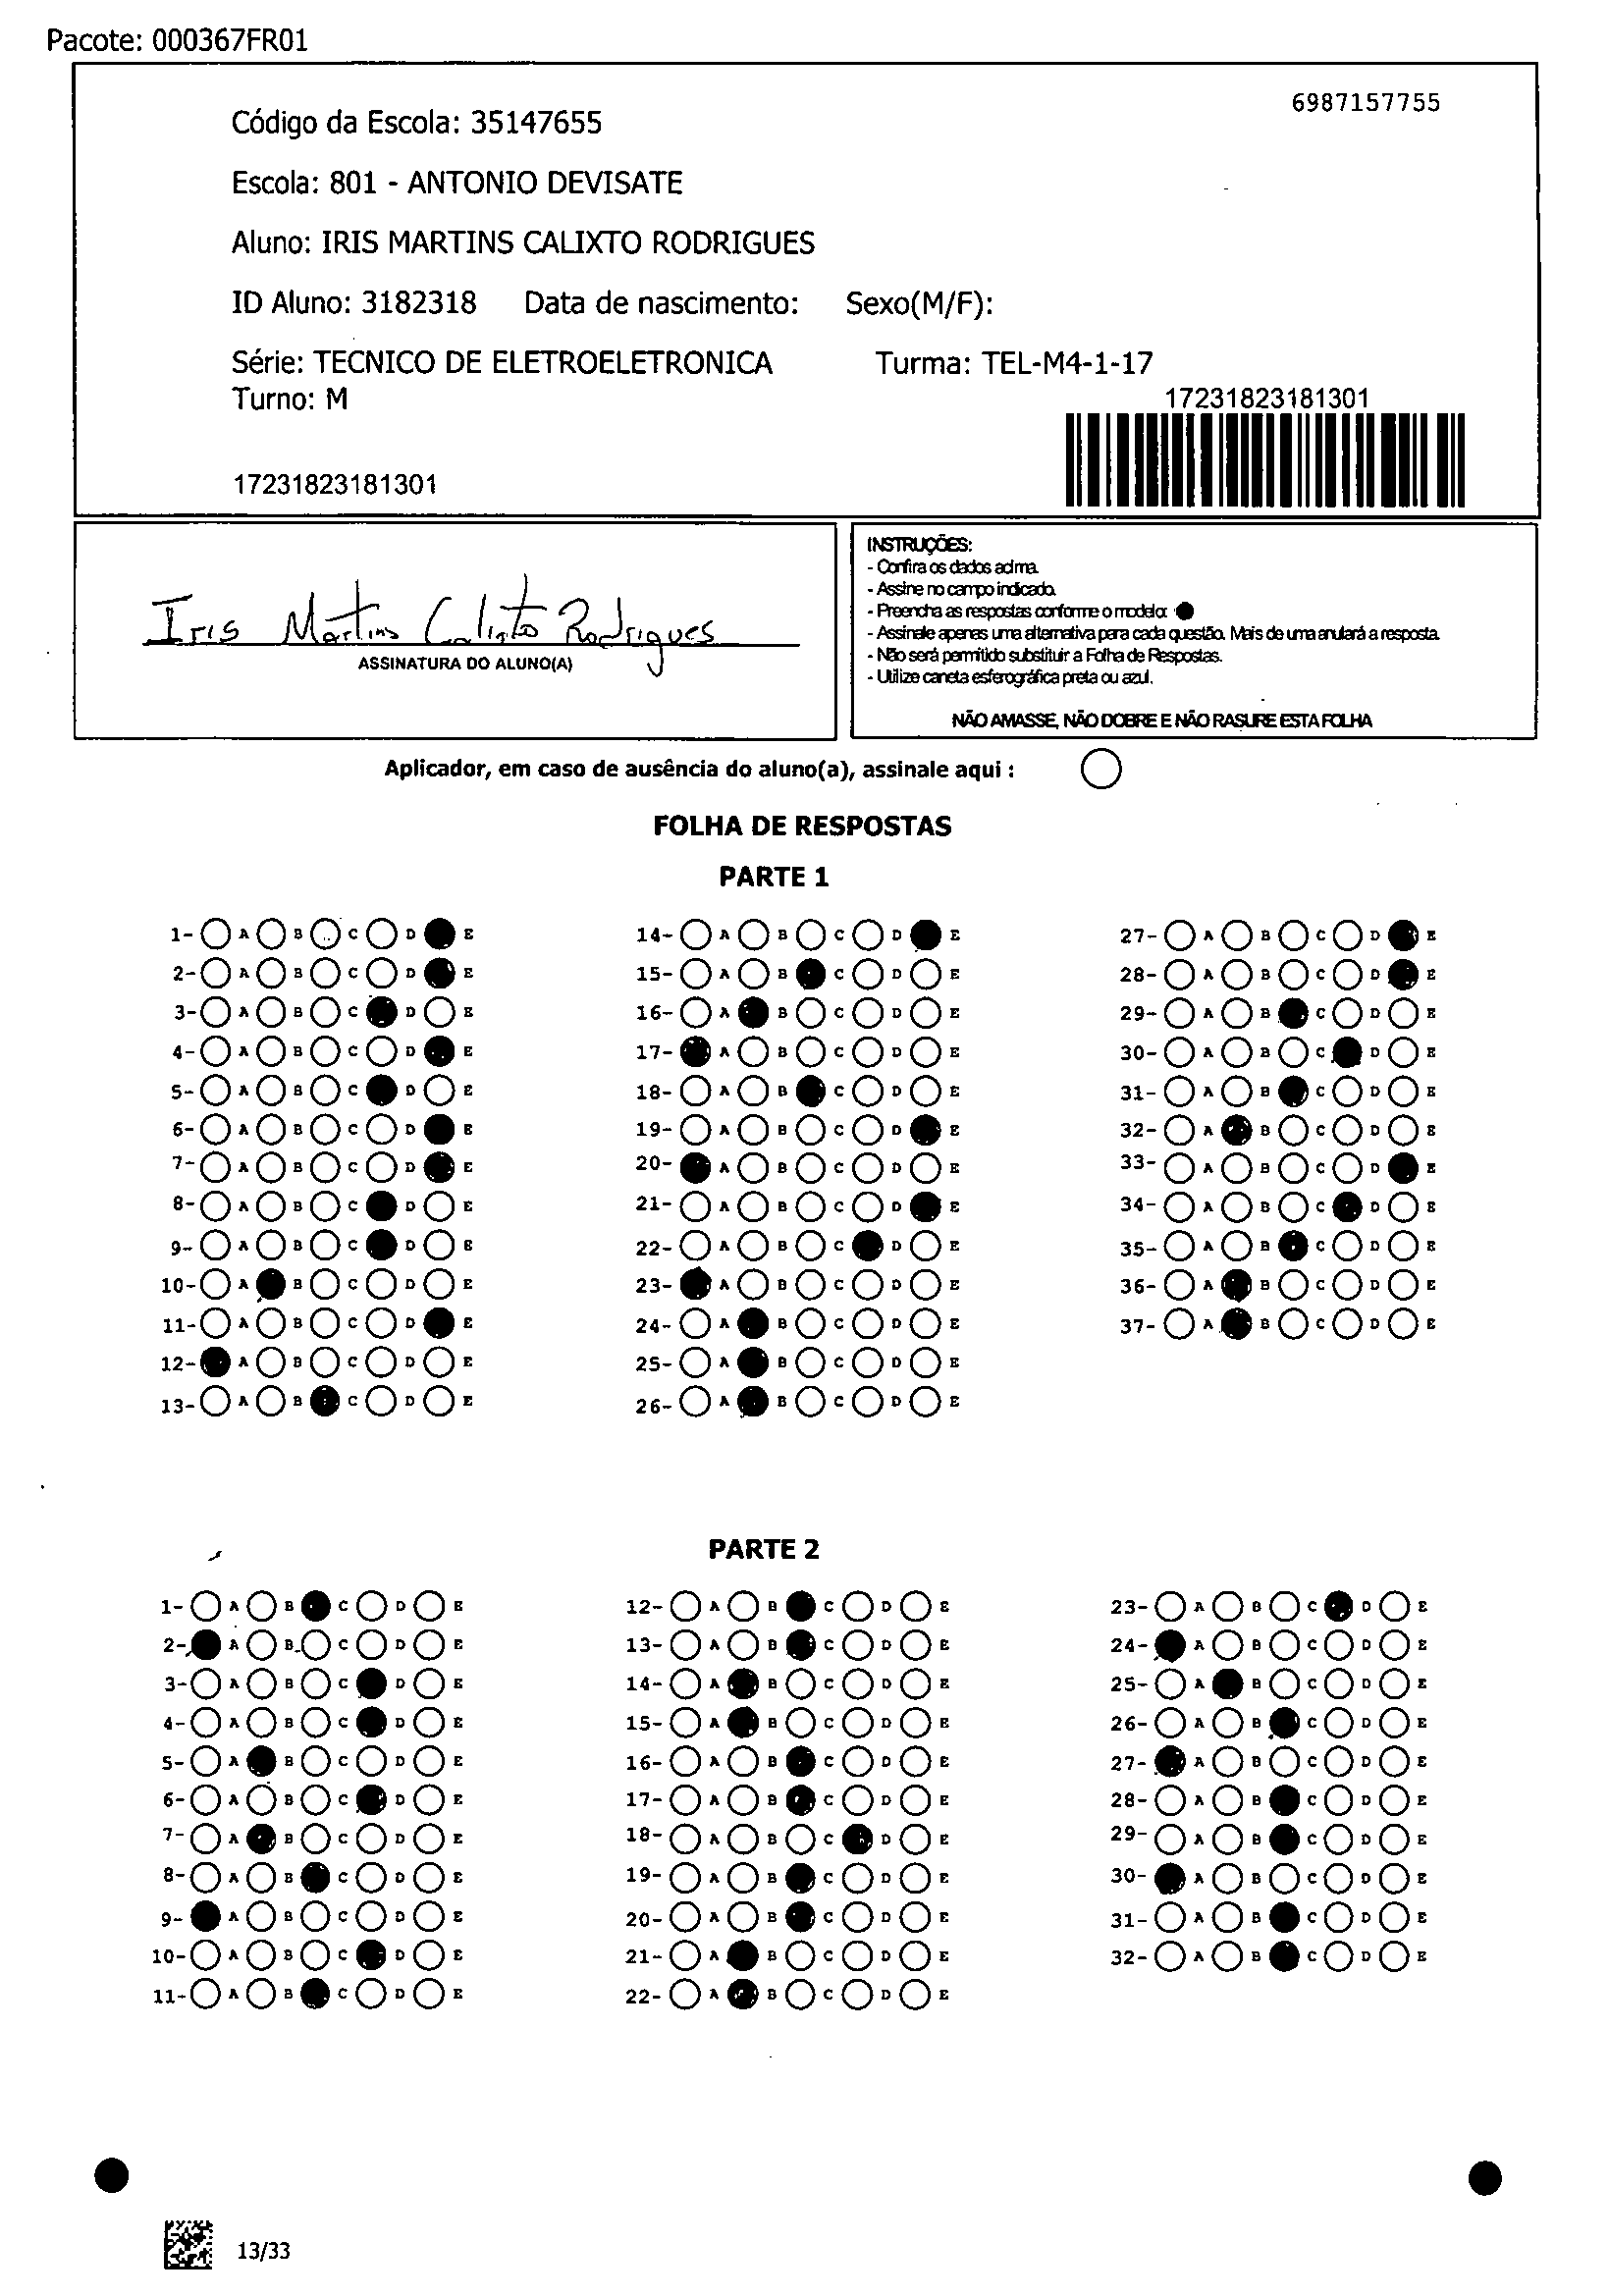 Pacote: 000367FR01
6987157755
Código da Escola: 35147655
Escola: 801 - ANTONIO DEVISATE
Aluno: IRIS MARTINS CALIXTO RODRIGUES
ID Aluno: 3182318 Data de nascimento: Sexo(M/F):
Série: TECNICO DE ELETROELETRONICA Turma: TEL-M4-1-17
Turno: M
17231823181301
17231823181301
Iris Martins Calixto Rodrigues
ASSINATURA DO ALUNO(A)
INSTRUÇÕES:
- Confira os dados acima.
- Assine no campo indicado.
- Preencha as respostas conforme o modelo:
- Assinale apenas uma alternativa para cada questão. Mais de uma anulará a resposta.
- Não será permitido substituir a Folha de Respostas.
- Utilize caneta esferográfica preta ou azul.
NÃO AMASSE, NÃO DOBRE E NÃO RASURE ESTA FOLHA
Aplicador, em caso de ausência do aluno(a), assinale aqui :
FOLHA DE RESPOSTAS
PARTE 1
1- A B C D E 14- A B C D E 27- A B C D E
2- A B C D E 15- A B C D E 28- A B C D E
3- A B C D E 16- A B C D E 29- A B C D E
4- A B C D E 17- A B C D E 30- A B C D E
5- A B C D E 18- A B C D E 31- A B C D E
6- A B C D E 19- A B C D E 32- A B C D E
7- A B C D E 20- A B C D E 33- A B C D E
8- A B C D E 21- A B C D E 34- A B C D E
9- A B C D E 22- A B C D E 35- A B C D E
10- A B C D E 23- A B C D E 36- A B C D E
11- A B C D E 24- A B C D E 37- A B C D E
12- A B C D E 25- A B C D E
13- A B C D E 26- A B C D E
PARTE 2
1- A B C D E 12- A B C D E 23- A B C D E
2- A B C D E 13- A B C D E 24- A B C D E
3- A B C D E 14- A B C D E 25- A B C D E
4- A B C D E 15- A B C D E 26- A B C D E
5- A B C D E 16- A B C D E 27- A B C D E
6- A B C D E 17- A B C D E 28- A B C D E
7- A B C D E 18- A B C D E 29- A B C D E
8- A B C D E 19- A B C D E 30- A B C D E
9- A B C D E 20- A B C D E 31- A B C D E
10- A B C D E 21- A B C D E 32- A B C D E
11- A B C D E 22- A B C D E
13/33